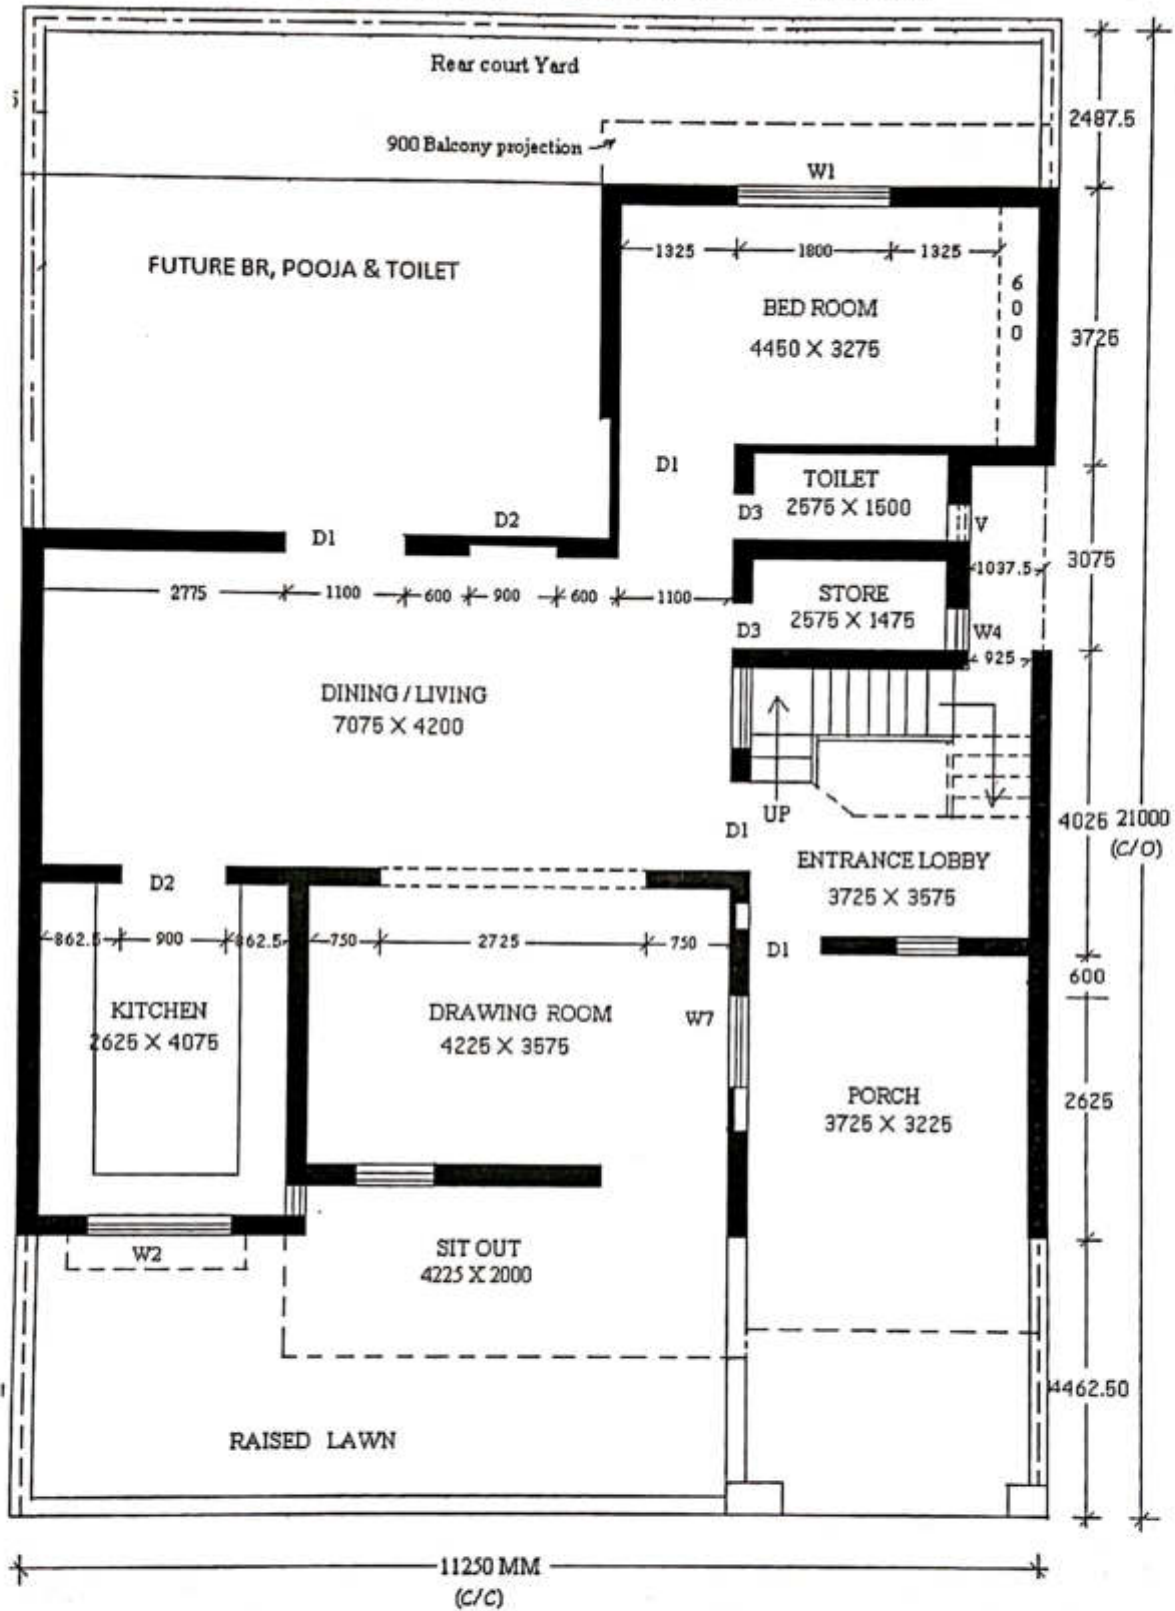 Rear court Yard
2487.5
900 Balcony projection
W1
1325
1800
1325
FUTURE BR, POOJA & TOILET
6
0
0
BED ROOM
4450 X 3275
3725
D1
TOILET
2575 X 1500
D3
V
D1
D2
1037.5
3075
2775
1100
600
900
600
1100
STORE
2575 X 1475
D3
W4
925
DINING / LIVING
7075 X 4200
UP
D1
4025
21000
(C/O)
ENTRANCE LOBBY
3725 X 3575
D2
862.5
900
862.5
750
2725
750
D1
600
KITCHEN
2625 X 4075
DRAWING ROOM
4225 X 3575
W7
PORCH
3725 X 3225
2625
W2
SIT OUT
4225 X 2000
4462.50
RAISED LAWN
11250 MM
(C/C)